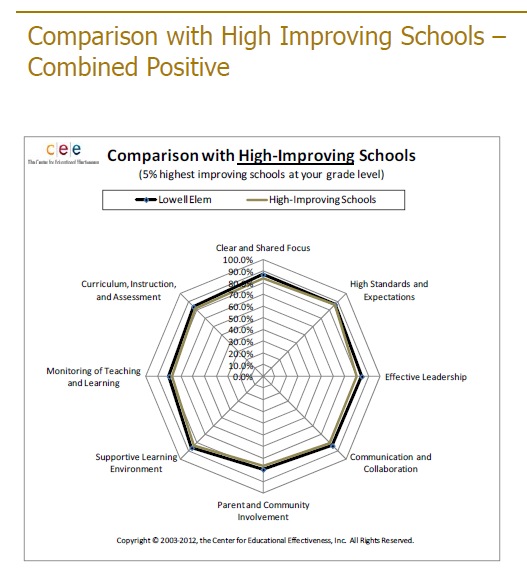 Comparison with High Improving Schools –
Combined Positive
cee
The Center for Educational Effectiveness
Comparison with High-Improving Schools
(5% highest improving schools at your grade level)
Lowell Elem
High-Improving Schools
Clear and Shared Focus
100.0%
90.0%
80.0%
70.0%
60.0%
50.0%
40.0%
30.0%
20.0%
10.0%
0.0%
Curriculum, Instruction,
and Assessment
High Standards and
Expectations
Monitoring of Teaching
and Learning
Effective Leadership
Supportive Learning
Environment
Communication and
Collaboration
Parent and Community
Involvement
Copyright © 2003-2012, the Center for Educational Effectiveness, Inc. All Rights Reserved.